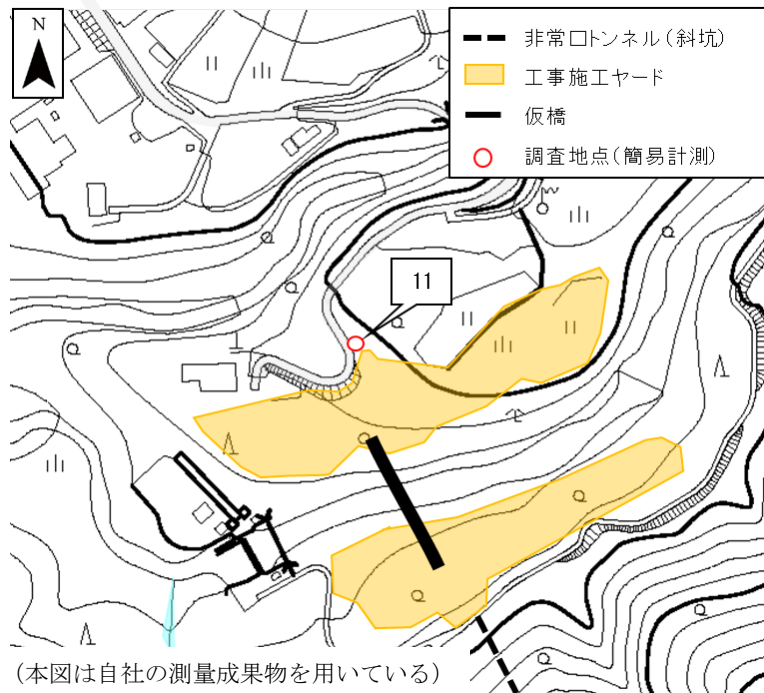 N
非常口トンネル(斜坑)
工事施工ヤード
仮橋
調査地点(簡易計測)
11
(本図は自社の測量成果物を用いている)